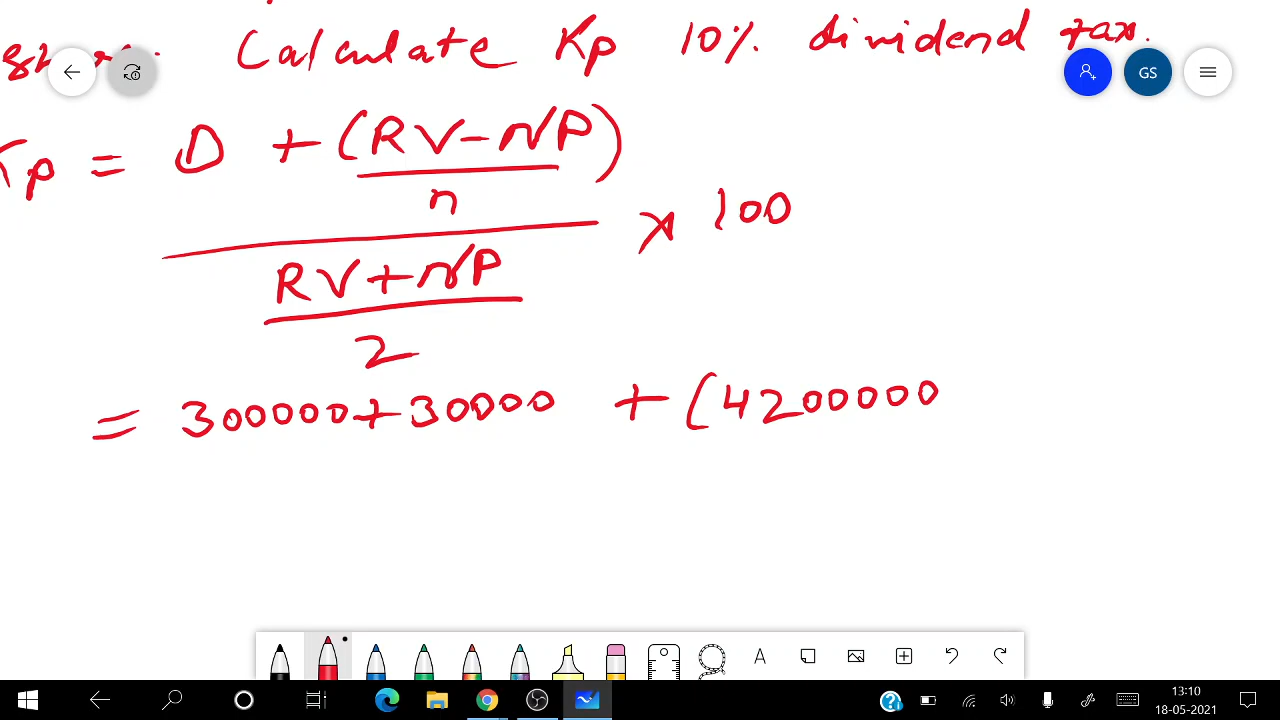 Calculate Kp 10% dividend tax.
GS
Kp = D + (RV-NP)
n
x 100
RV+NP
2
= 300000+30000 + (4200000
A
13:10
18-05-2021